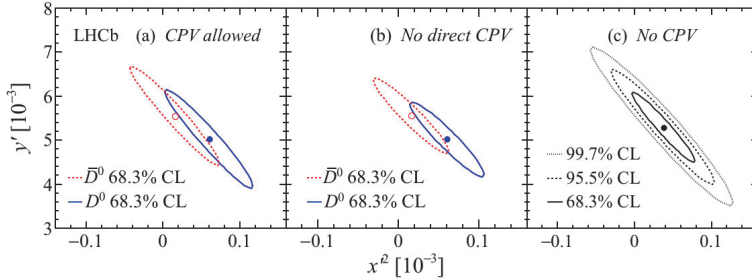 y′ [10⁻³]
8
7
6
5
4
3
LHCb (a) CPV allowed
D̄⁰ 68.3% CL
D⁰ 68.3% CL
(b) No direct CPV
D̄⁰ 68.3% CL
D⁰ 68.3% CL
(c) No CPV
99.7% CL
95.5% CL
68.3% CL
−0.1 0 0.1 −0.1 0 0.1 −0.1 0 0.1
x′² [10⁻³]